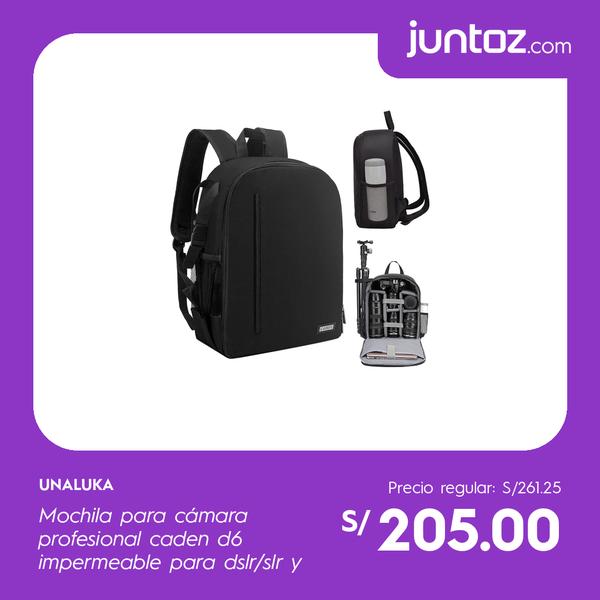 juntoz.com
UNALUKA
Mochila para cámara
profesional caden d6
impermeable para dslr/slr y
Precio regular: S/261.25
S/ 205.00